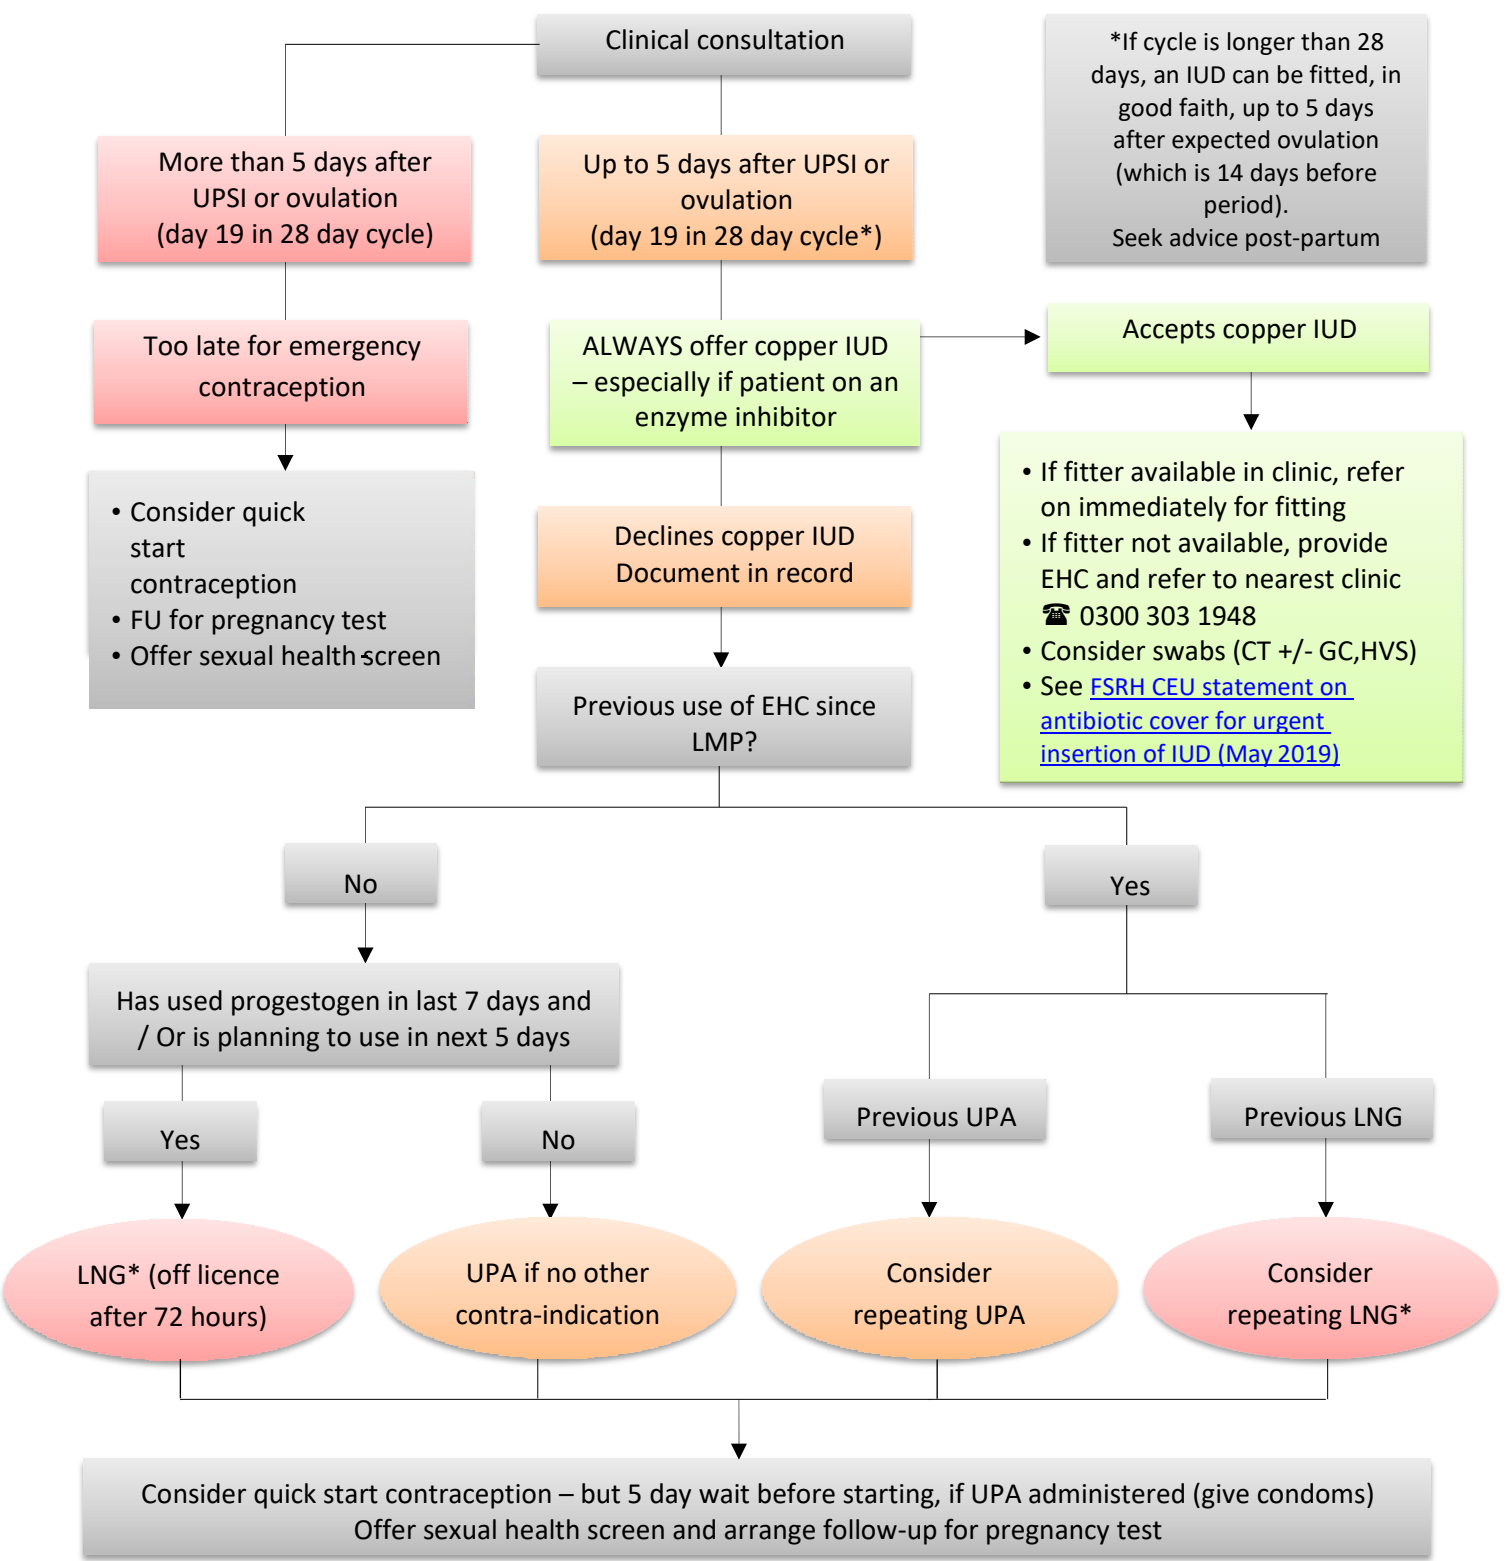 Clinical consultation
*If cycle is longer than 28
days, an IUD can be fitted, in
good faith, up to 5 days
after expected ovulation
(which is 14 days before
period).
Seek advice post-partum
More than 5 days after
UPSI or ovulation
(day 19 in 28 day cycle)
Up to 5 days after UPSI or
ovulation
(day 19 in 28 day cycle*)
Too late for emergency
contraception
ALWAYS offer copper IUD
– especially if patient on an
enzyme inhibitor
Accepts copper IUD
• Consider quick
start
contraception
• FU for pregnancy test
• Offer sexual health screen
Declines copper IUD
Document in record
• If fitter available in clinic, refer
on immediately for fitting
• If fitter not available, provide
EHC and refer to nearest clinic
☎ 0300 303 1948
• Consider swabs (CT +/- GC,HVS)
• See FSRH CEU statement on
antibiotic cover for urgent
insertion of IUD (May 2019)
Previous use of EHC since
LMP?
No
Yes
Has used progestogen in last 7 days and
/ Or is planning to use in next 5 days
Yes
No
Previous UPA
Previous LNG
LNG* (off licence
after 72 hours)
UPA if no other
contra-indication
Consider
repeating UPA
Consider
repeating LNG*
Consider quick start contraception – but 5 day wait before starting, if UPA administered (give condoms)
Offer sexual health screen and arrange follow-up for pregnancy test